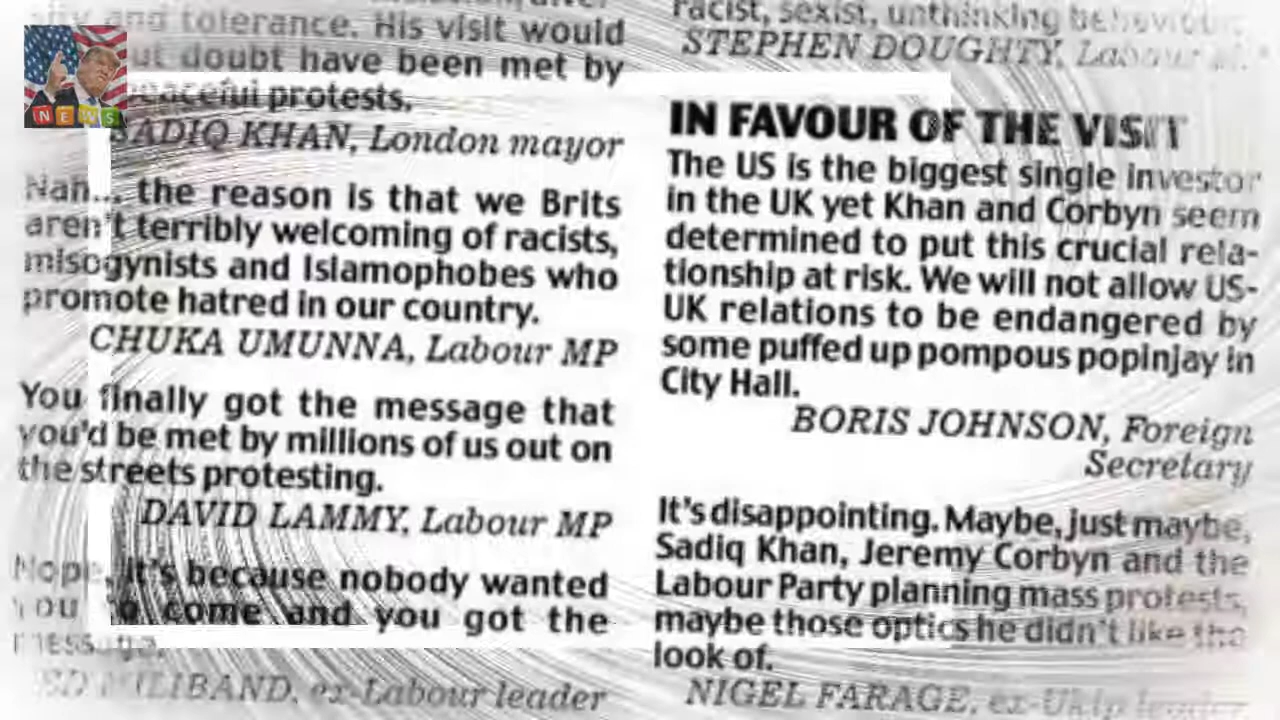 and tolerance. His visit would
doubt have been met by
peaceful protests.
SADIQ KHAN, London mayor
Nah... the reason is that we Brits
aren't terribly welcoming of racists,
misogynists and Islamophobes who
promote hatred in our country.
CHUKA UMUNNA, Labour MP
You finally got the message that
you'd be met by millions of us out on
the streets protesting.
DAVID LAMMY, Labour MP
Nope, it's because nobody wanted
you to come and you got the
message.
ED MILIBAND, ex-Labour leader
racist, sexist, unthinking
STEPHEN DOUGHTY, Labour
IN FAVOUR OF THE VISIT
The US is the biggest single investor
in the UK yet Khan and Corbyn seem
determined to put this crucial rela-
tionship at risk. We will not allow US-
UK relations to be endangered by
some puffed up pompous popinjay in
City Hall.
BORIS JOHNSON, Foreign
Secretary
It's disappointing. Maybe, just maybe,
Sadiq Khan, Jeremy Corbyn and the
Labour Party planning mass protests,
maybe those optics he didn't like the
look of.
NIGEL FARAGE, ex-Ukip leader
NEWS